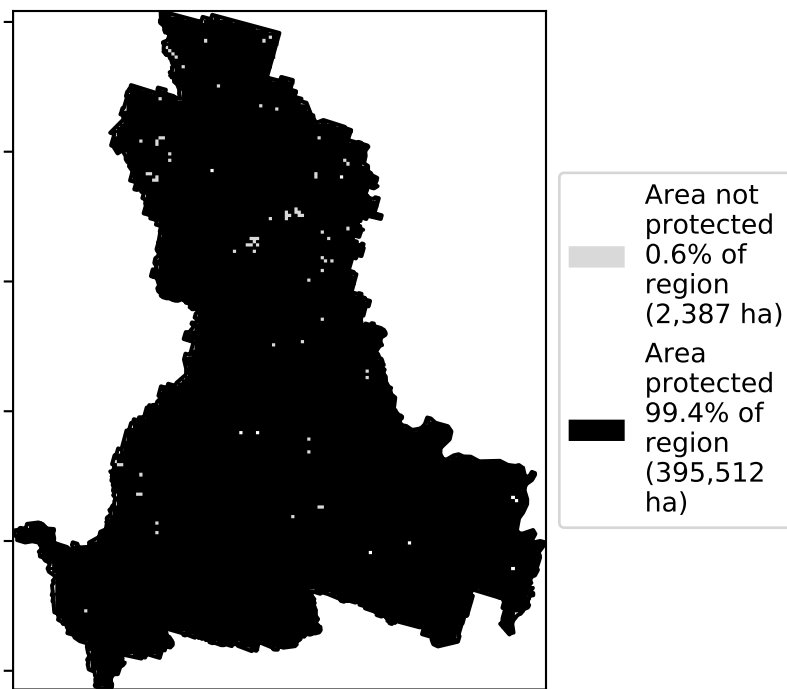 Area not
protected
0.6% of
region
(2,387 ha)
Area
protected
99.4% of
region
(395,512
ha)